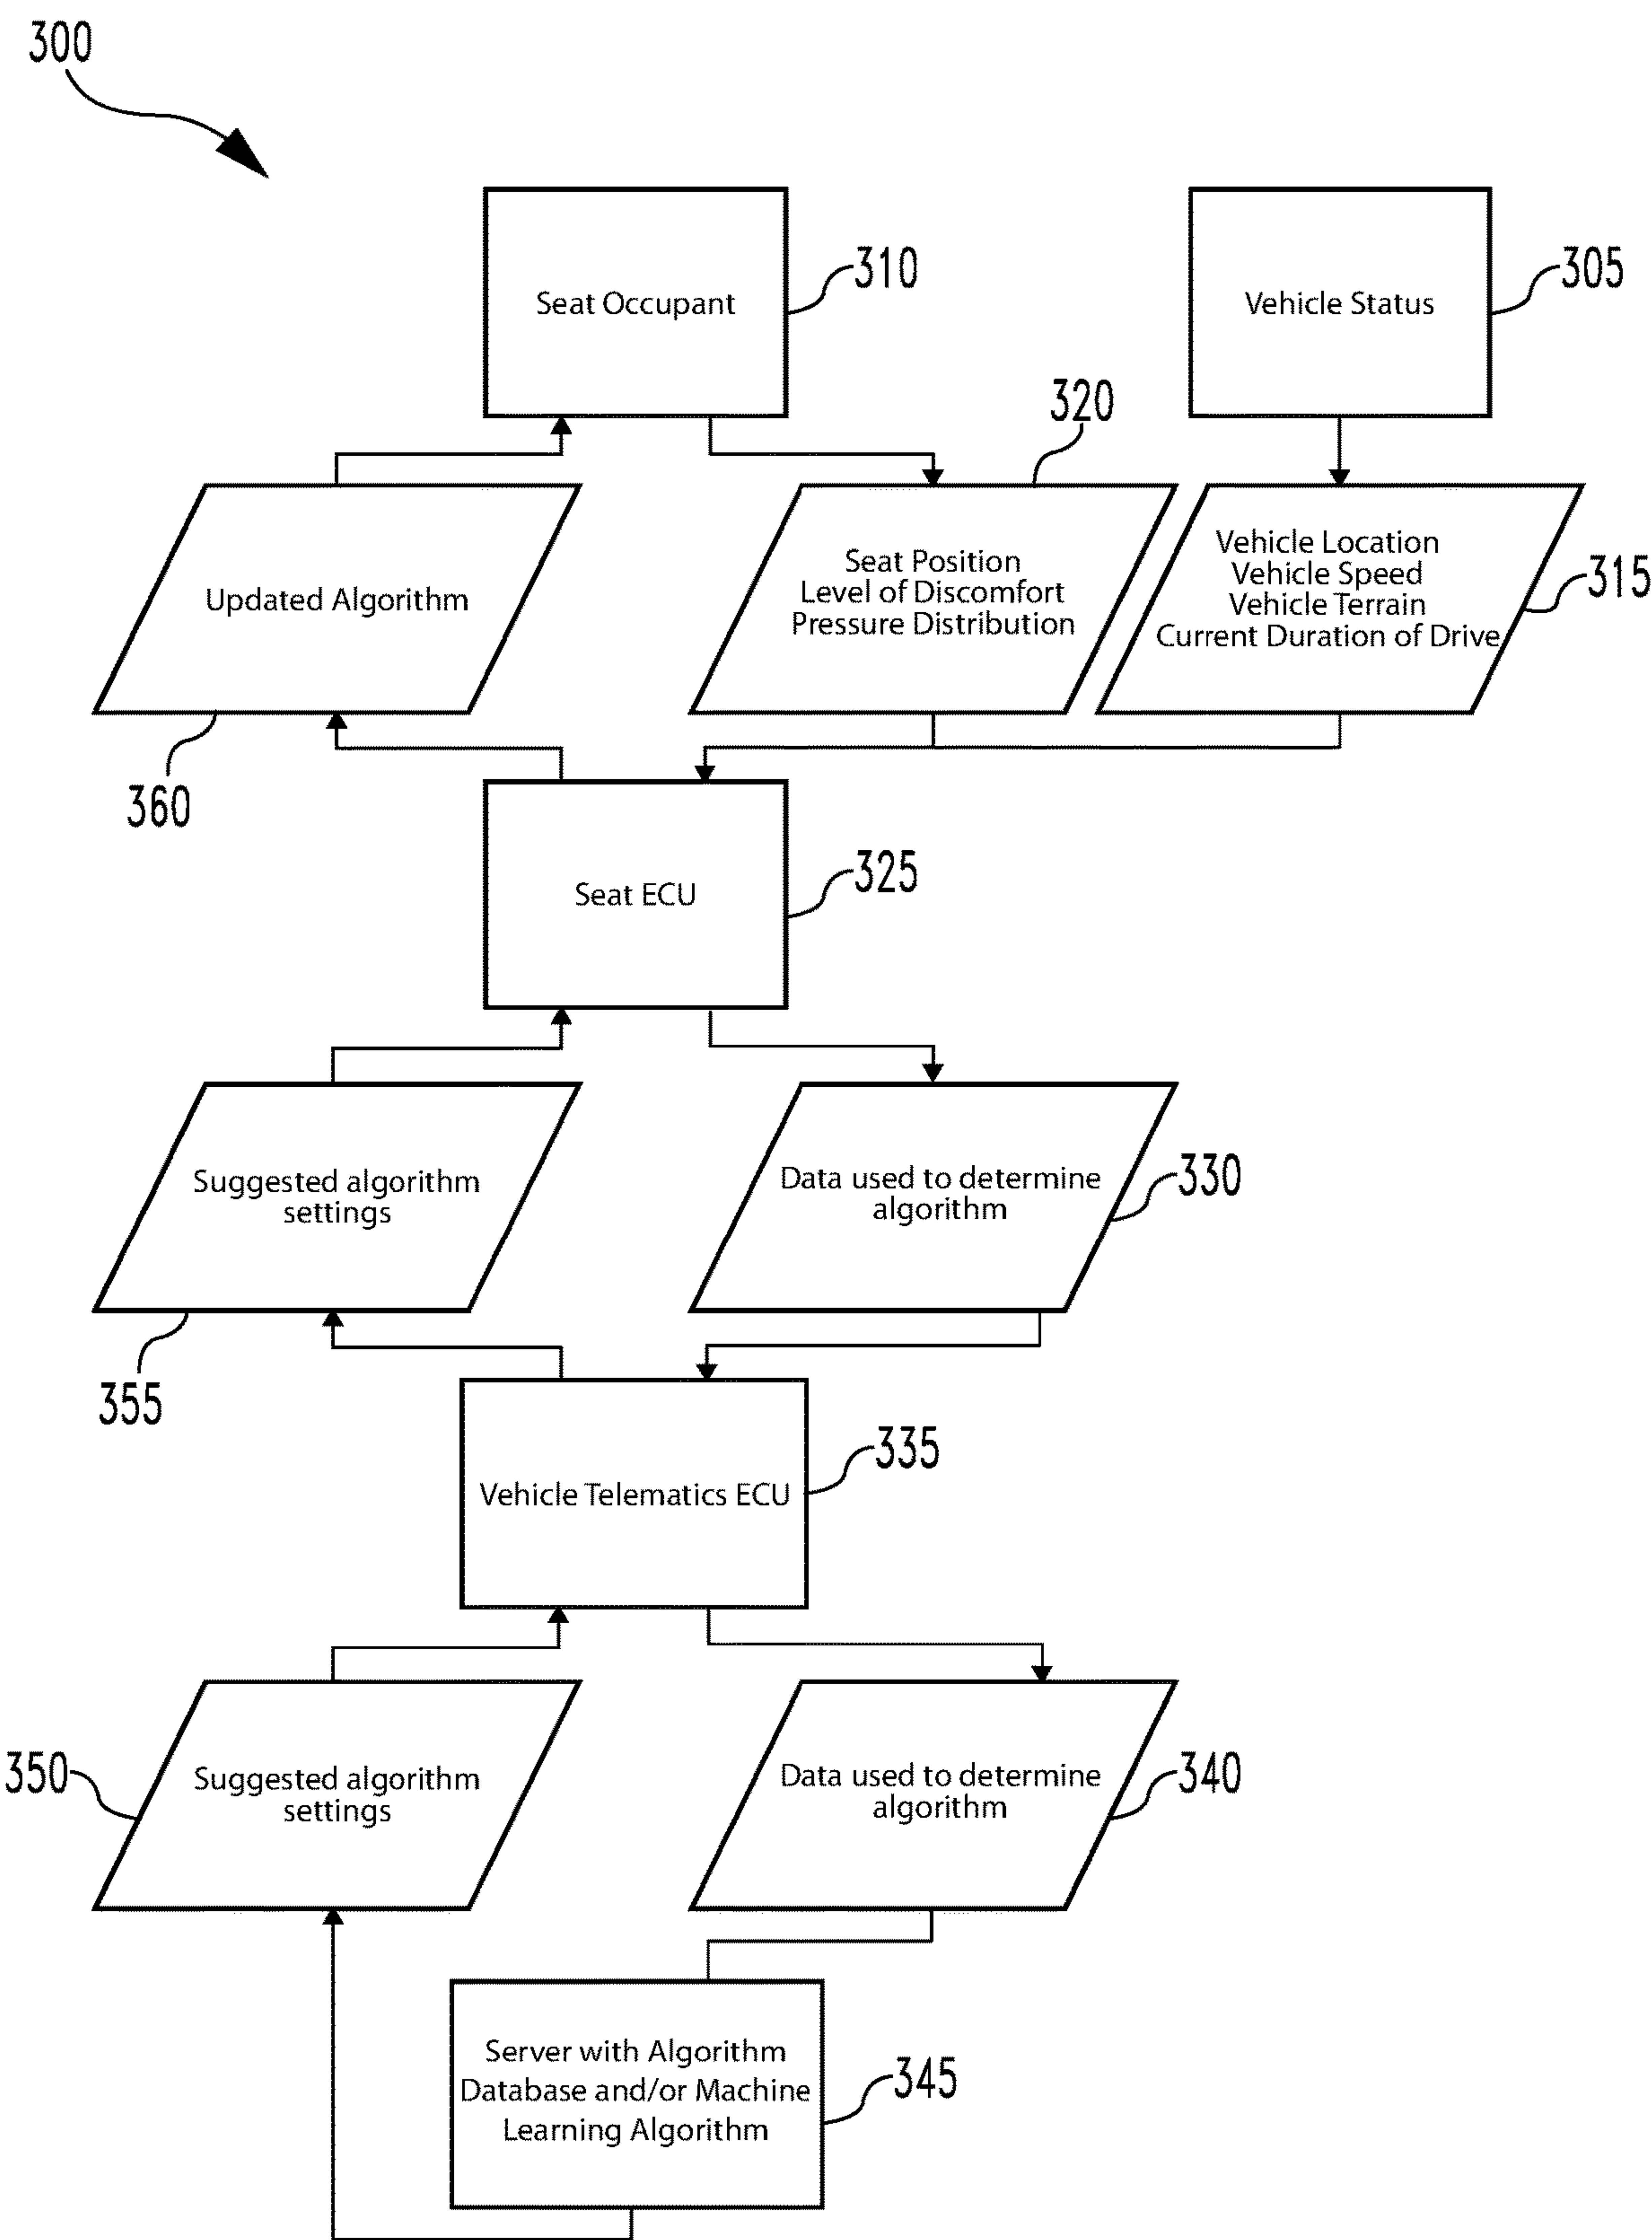 300
310
305
Seat Occupant
Vehicle Status
320
Updated Algorithm
Seat Position
Level of Discomfort
Pressure Distribution
Vehicle Location
Vehicle Speed
Vehicle Terrain
Current Duration of Drive
315
360
Seat ECU
325
Suggested algorithm
settings
Data used to determine
algorithm
330
355
Vehicle Telematics ECU
335
350
Suggested algorithm
settings
Data used to determine
algorithm
340
Server with Algorithm
Database and/or Machine
Learning Algorithm
345